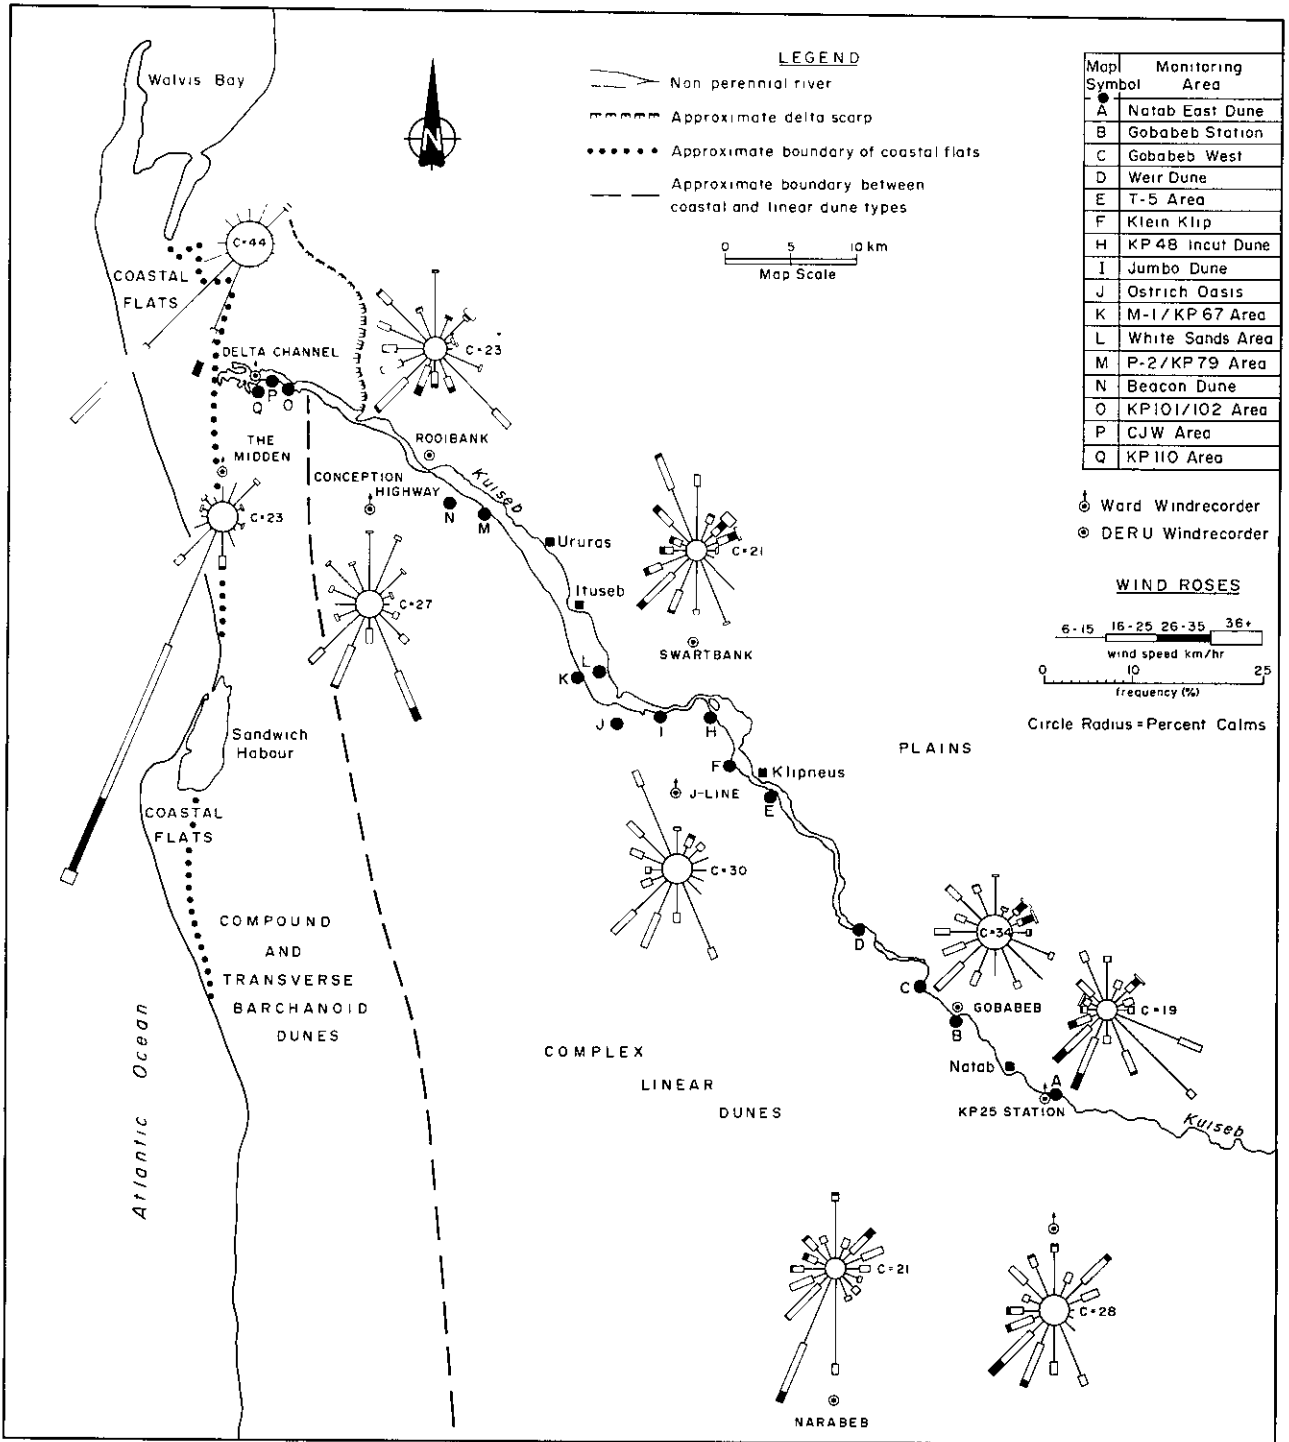 Walvis Bay
N
LEGEND
Non perennial river
Approximate delta scarp
Approximate boundary of coastal flats
Approximate boundary between
coastal and linear dune types
0 5 10 km
Map Scale
Map Symbol Monitoring Area
A Natab East Dune
B Gobabeb Station
C Gobabeb West
D Weir Dune
E T-5 Area
F Klein Klip
H KP 48 Incut Dune
I Jumbo Dune
J Ostrich Oasis
K M-1/KP 67 Area
L White Sands Area
M P-2/KP 79 Area
N Beacon Dune
O KP101/102 Area
P CJW Area
Q KP 110 Area
Ward Windrecorder
DERU Windrecorder
WIND ROSES
6-15 16-25 26-35 36+
wind speed km/hr
0 10 25
frequency (%)
Circle Radius = Percent Calms
C=44
COASTAL
FLATS
DELTA CHANNEL
C=23
Q P O
THE
MIDDEN
ROOIBANK
CONCEPTION
HIGHWAY
Kuiseb
N M
C=23
Ururas
C=21
Ituseb
C=27
SWARTBANK
L
K
J I H
Sandwich
Habour
PLAINS
F
Klipneus
J-LINE
E
COASTAL
FLATS
C=30
COMPOUND
AND
TRANSVERSE
BARCHANOID
DUNES
D
C=34
C
GOBABEB
C=19
B
COMPLEX
LINEAR
DUNES
Natab
A
KP25 STATION
Kuiseb
Atlantic Ocean
C=21
C=28
NARABEB